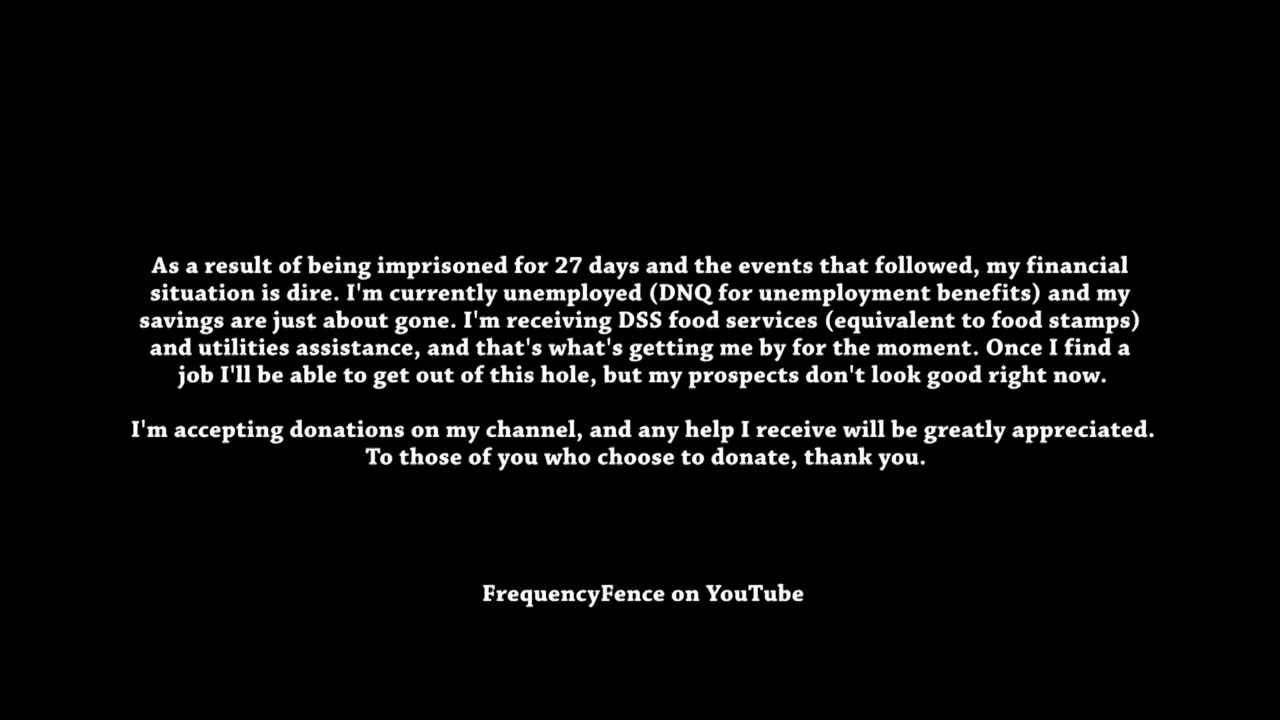 As a result of being imprisoned for 27 days and the events that followed, my financial
situation is dire. I'm currently unemployed (DNQ for unemployment benefits) and my
savings are just about gone. I'm receiving DSS food services (equivalent to food stamps)
and utilities assistance, and that's what's getting me by for the moment. Once I find a
job I'll be able to get out of this hole, but my prospects don't look good right now.
I'm accepting donations on my channel, and any help I receive will be greatly appreciated.
To those of you who choose to donate, thank you.
FrequencyFence on YouTube